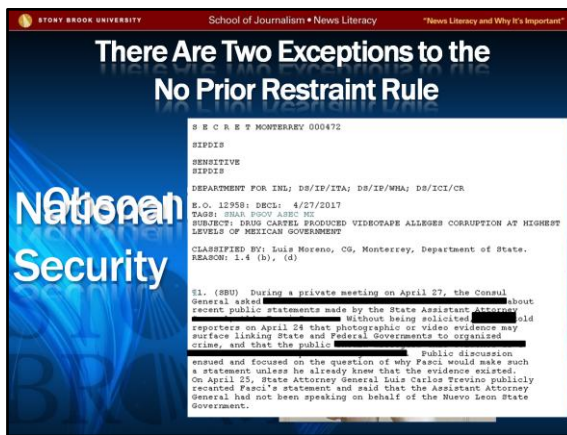 STONY BROOK UNIVERSITY
School of Journalism • News Literacy
"News Literacy and Why It's Important"
There Are Two Exceptions to the
No Prior Restraint Rule
National
Obscen
Security
S E C R E T MONTERREY 000472
SIPDIS
SENSITIVE
SIPDIS
DEPARTMENT FOR INL; DS/IP/ITA; DS/IP/WHA; DS/ICI/CR
E.O. 12958: DECL: 4/27/2017
TAGS: SNAR PGOV ASEC MX
SUBJECT: DRUG CARTEL PRODUCED VIDEOTAPE ALLEGES CORRUPTION AT HIGHEST
LEVELS OF MEXICAN GOVERNMENT
CLASSIFIED BY: Luis Moreno, CG, Monterrey, Department of State.
REASON: 1.4 (b), (d)
¶1. (SBU) During a private meeting on April 27, the Consul
General asked about
recent public statements made by the State Assistant Attorney
Without being solicited, old
reporters on April 24 that photographic or video evidence may
surface linking State and Federal Governments to organized
crime, and that the public
Public discussion
ensued and focused on the question of why Fasci would make such
a statement unless he already knew that the evidence existed.
On April 25, State Attorney General Luis Carlos Trevino publicly
recanted Fasci's statement and said that the Assistant Attorney
General had not been speaking on behalf of the Nuevo Leon State
Government.